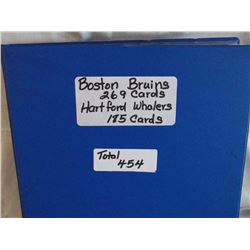 Boston Bruins
269 Cards
Hartford Whalers
185 Cards
Total
454